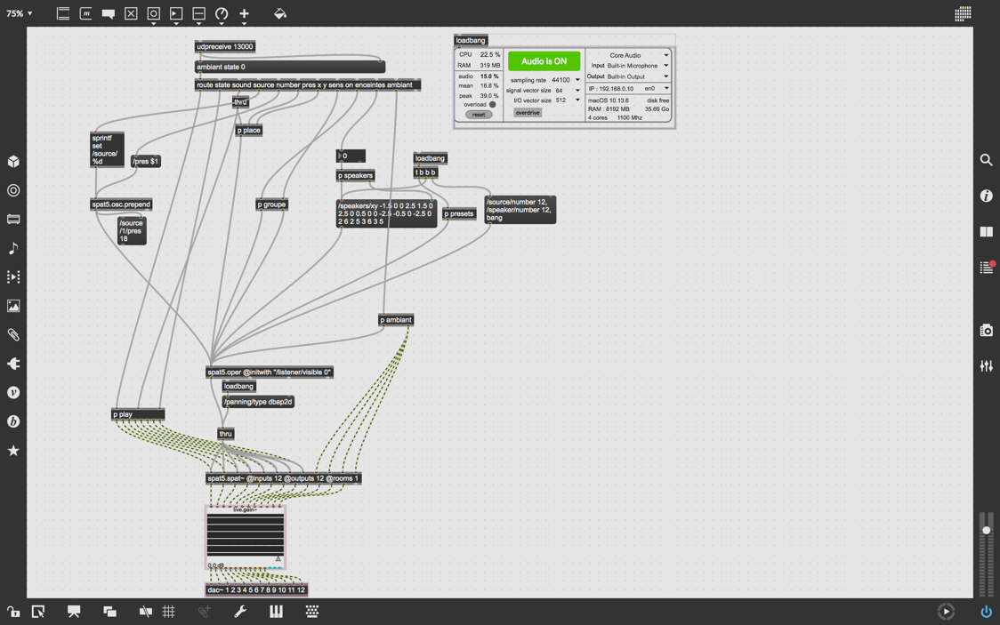 75%
udpreceive 13000
ambiant state 0
route state sound source number pres x y sens on enceintes ambiant
thru
p place
sprintf
set
/source/
%d
/pres $1
spat5.osc.prepend
/source
/1/pres
18
p groupe
0
p speakers
/speakers/xy -1.5 0 0 2.5 1.5 0
2.5 0 0.5 0 0 -2.5 -0.5 0 -2.5 0
2 6 2 5 3 6 3 5
loadbang
t b b b
p presets
/source/number 12,
/speaker/number 12,
bang
p ambiant
spat5.oper @initwith "/listener/visible 0"
loadbang
/panning/type dbap2d
p play
thru
spat5.spat~ @inputs 12 @outputs 12 @rooms 1
live.gain~
0.0 dB
dac~ 1 2 3 4 5 6 7 8 9 10 11 12
loadbang
CPU 22.5 %
RAM 319 MB
audio 15.0 %
mean 16.8 %
peak 39.0 %
overload
reset
Audio is ON
sampling rate 44100
signal vector size 64
I/O vector size 512
overdrive
Core Audio
Input Built-in Microphone
Output Built-in Output
IP : 192.168.0.10 en0
macOS 10.13.6 disk free
RAM : 8192 MB 35.69 Go
4 cores 1100 Mhz